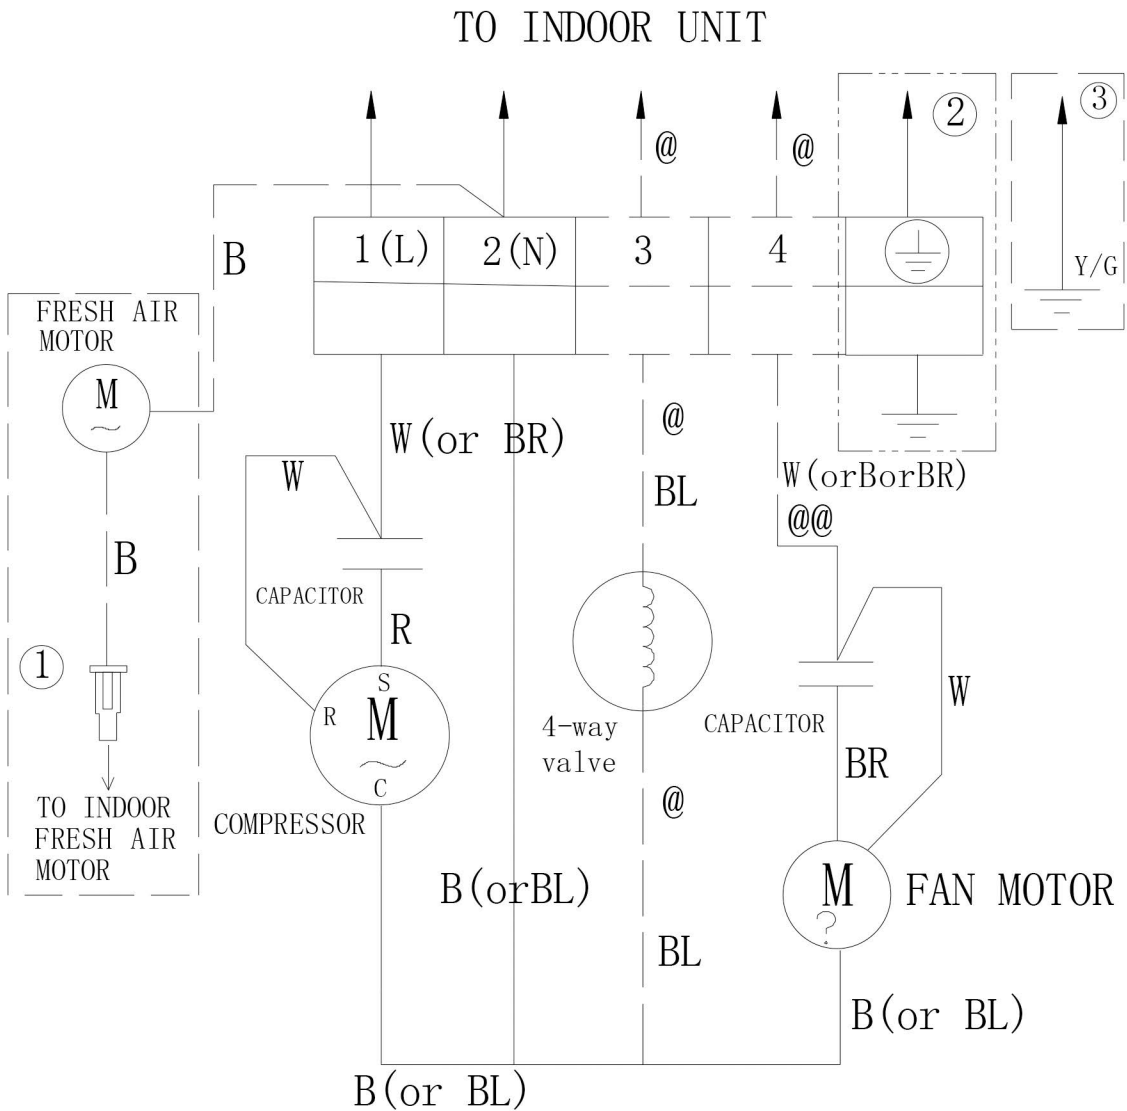 TO INDOOR UNIT
@
@
②
③
B
1(L)
2(N)
3
4
Y/G
FRESH AIR
MOTOR
M
~
W(or BR)
@
BL
W(orBorBR)
@@
W
B
CAPACITOR
R
①
S
R
M
~
C
4-way
valve
CAPACITOR
W
BR
TO INDOOR
FRESH AIR
MOTOR
COMPRESSOR
@
B(orBL)
M
?
FAN MOTOR
BL
B(or BL)
B(or BL)